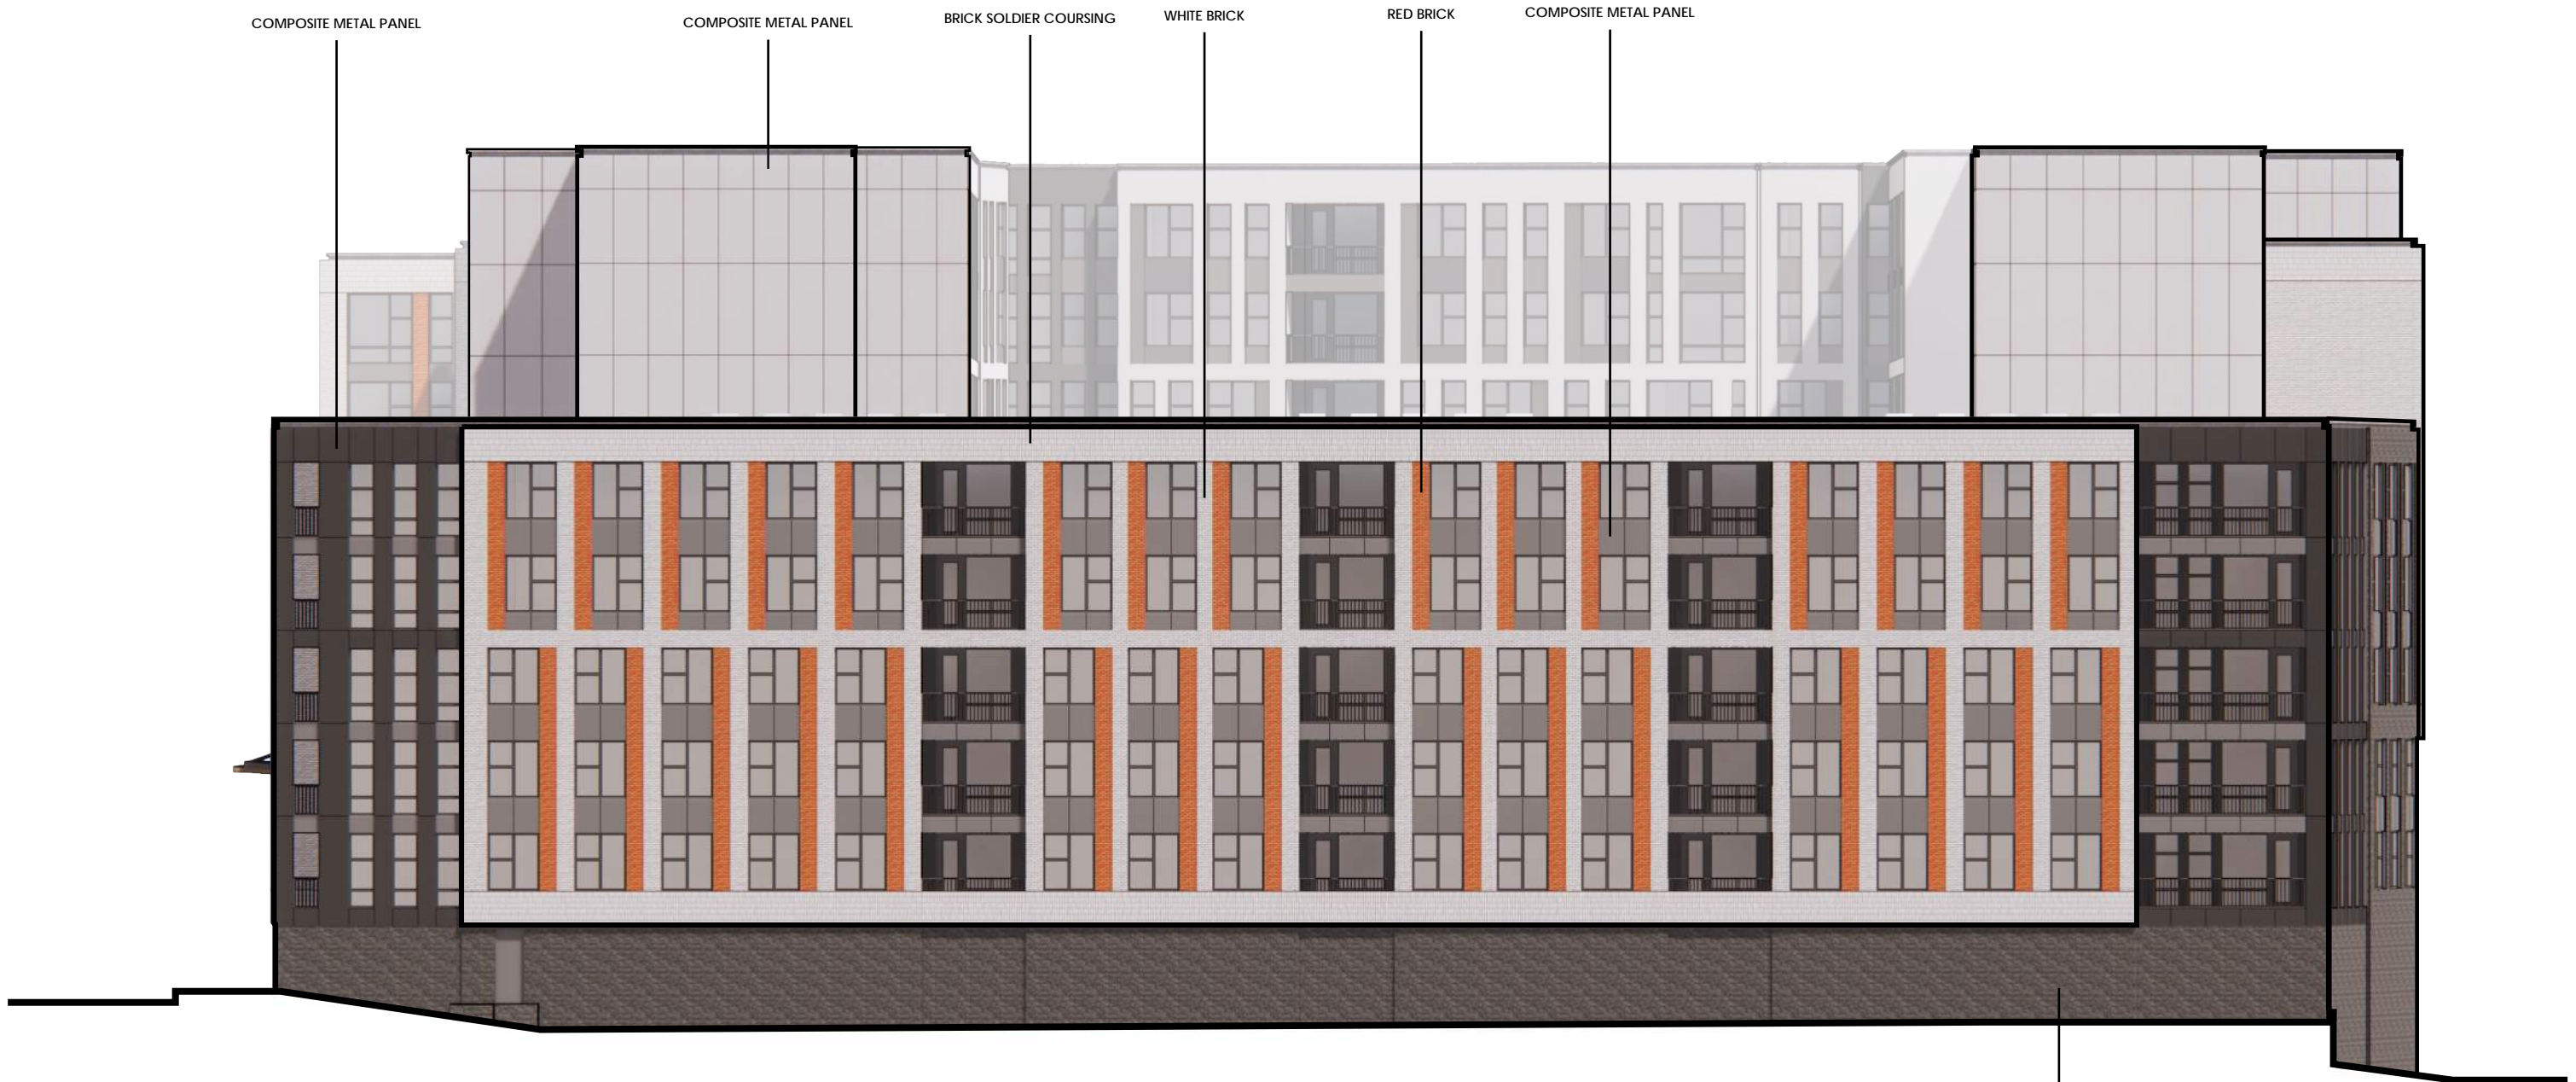 COMPOSITE METAL PANEL
COMPOSITE METAL PANEL
BRICK SOLDIER COURSING
WHITE BRICK
RED BRICK
COMPOSITE METAL PANEL